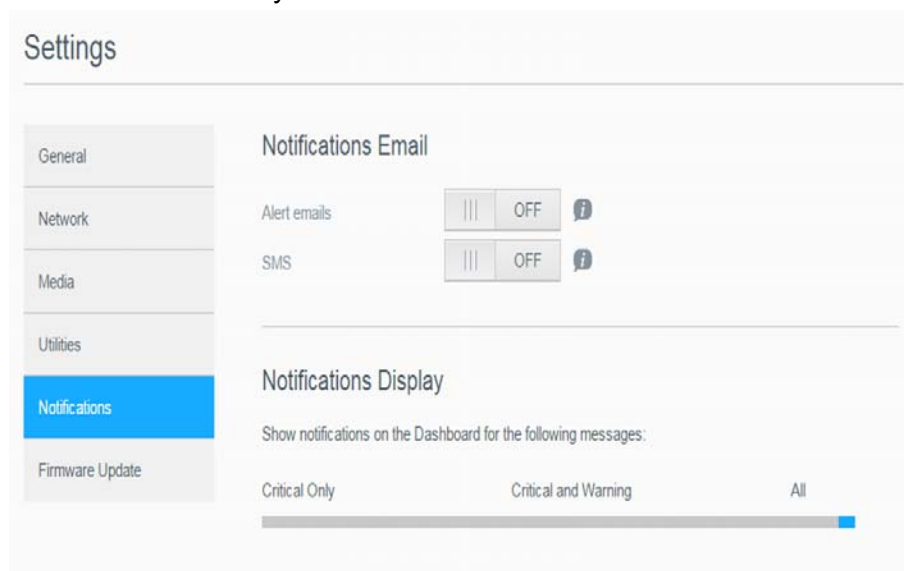 Settings
General
Network
Media
Utilities
Notifications
Firmware Update
Notifications Email
Alert emails OFF
SMS OFF
Notifications Display
Show notifications on the Dashboard for the following messages:
Critical Only Critical and Warning All